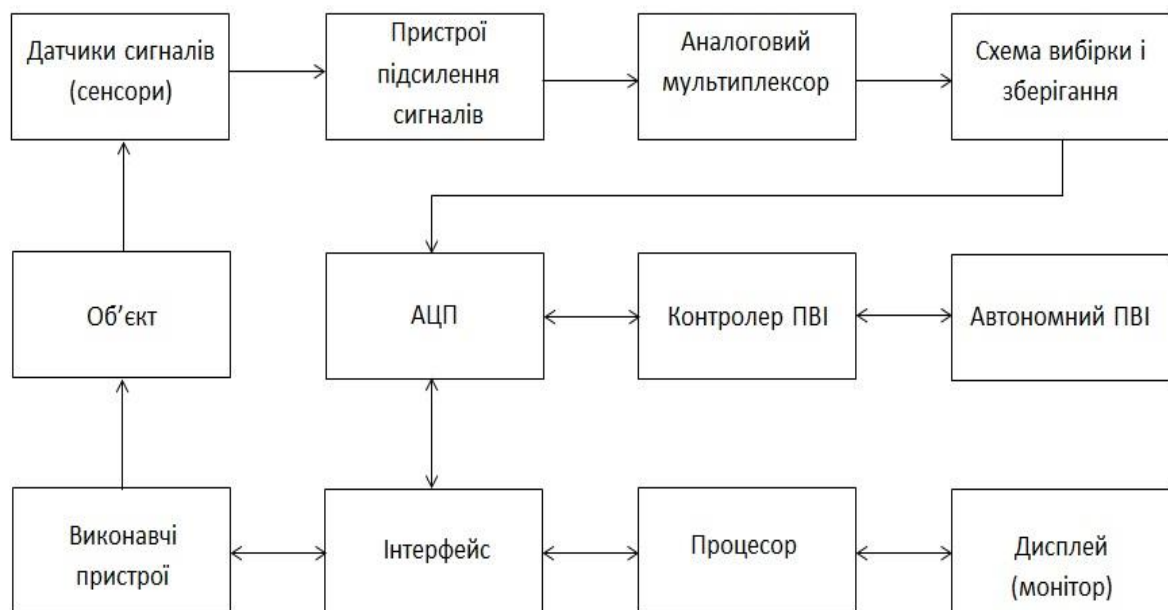 Датчики сигналів
(сенсори)
Пристрої
підсилення
сигналів
Аналоговий
мультиплексор
Схема вибірки і
зберігання
Об’єкт
АЦП
Контролер ПВІ
Автономний ПВІ
Виконавчі
пристрої
Інтерфейс
Процесор
Дисплей
(монітор)